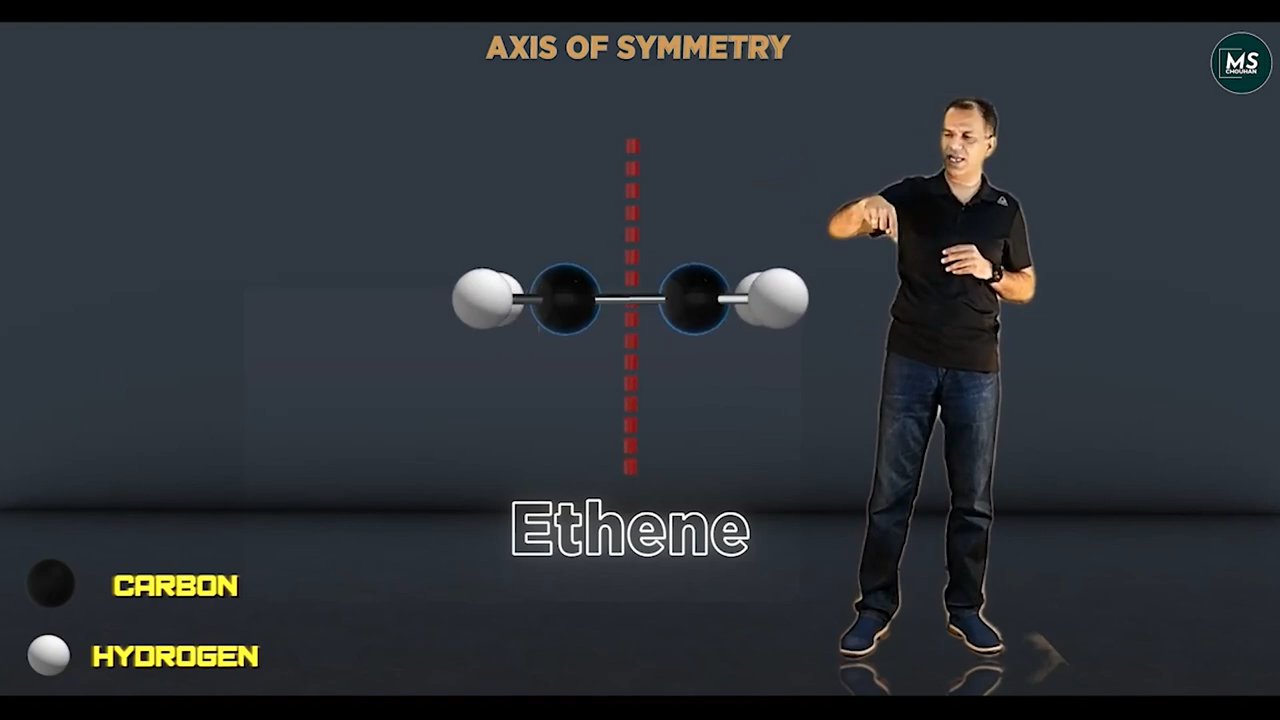 AXIS OF SYMMETRY
MS
CHOUHAN
Ethene
CARBON
HYDROGEN